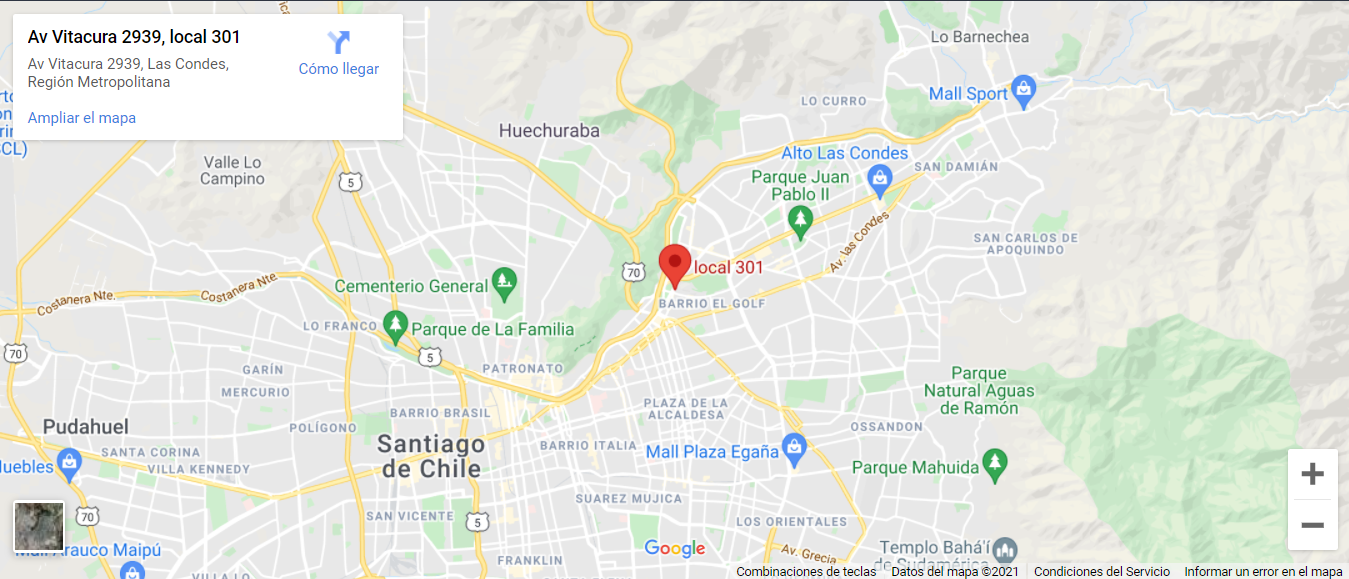 Av Vitacura 2939, local 301
Av Vitacura 2939, Las Condes,
Región Metropolitana
Cómo llegar
Ampliar el mapa
CL)
Lo Barnechea
Mall Sport
LO CURRO
Huechuraba
Alto Las Condes
SAN DAMIÁN
Valle Lo
Campino
5
Parque Juan
Pablo II
Av. las Condes
SAN CARLOS DE
APOQUINDO
local 301
70
Cementerio General
Costanera Nte.
Costanera Nte.
BARRIO EL GOLF
LO FRANCO
Parque de La Familia
70
5
GARÍN
PATRONATO
MERCURIO
Parque
Natural Aguas
de Ramón
PLAZA DE LA
ALCALDESA
BARRIO BRASIL
POLÍGONO
Pudahuel
OSSANDON
Santiago
de Chile
BARRIO ITALIA
Mall Plaza Egaña
SANTA CORINA
VILLA KENNEDY
Parque Mahuida
SUAREZ MUJICA
70
SAN VICENTE
5
LOS ORIENTALES
Mall Arauco Maipú
Google
Av. Grecia
Templo Bahá'í
de Sudamérica
FRANKLIN
VILLA LO
Combinaciones de teclas
Datos del mapa ©2021
Condiciones del Servicio
Informar un error en el mapa